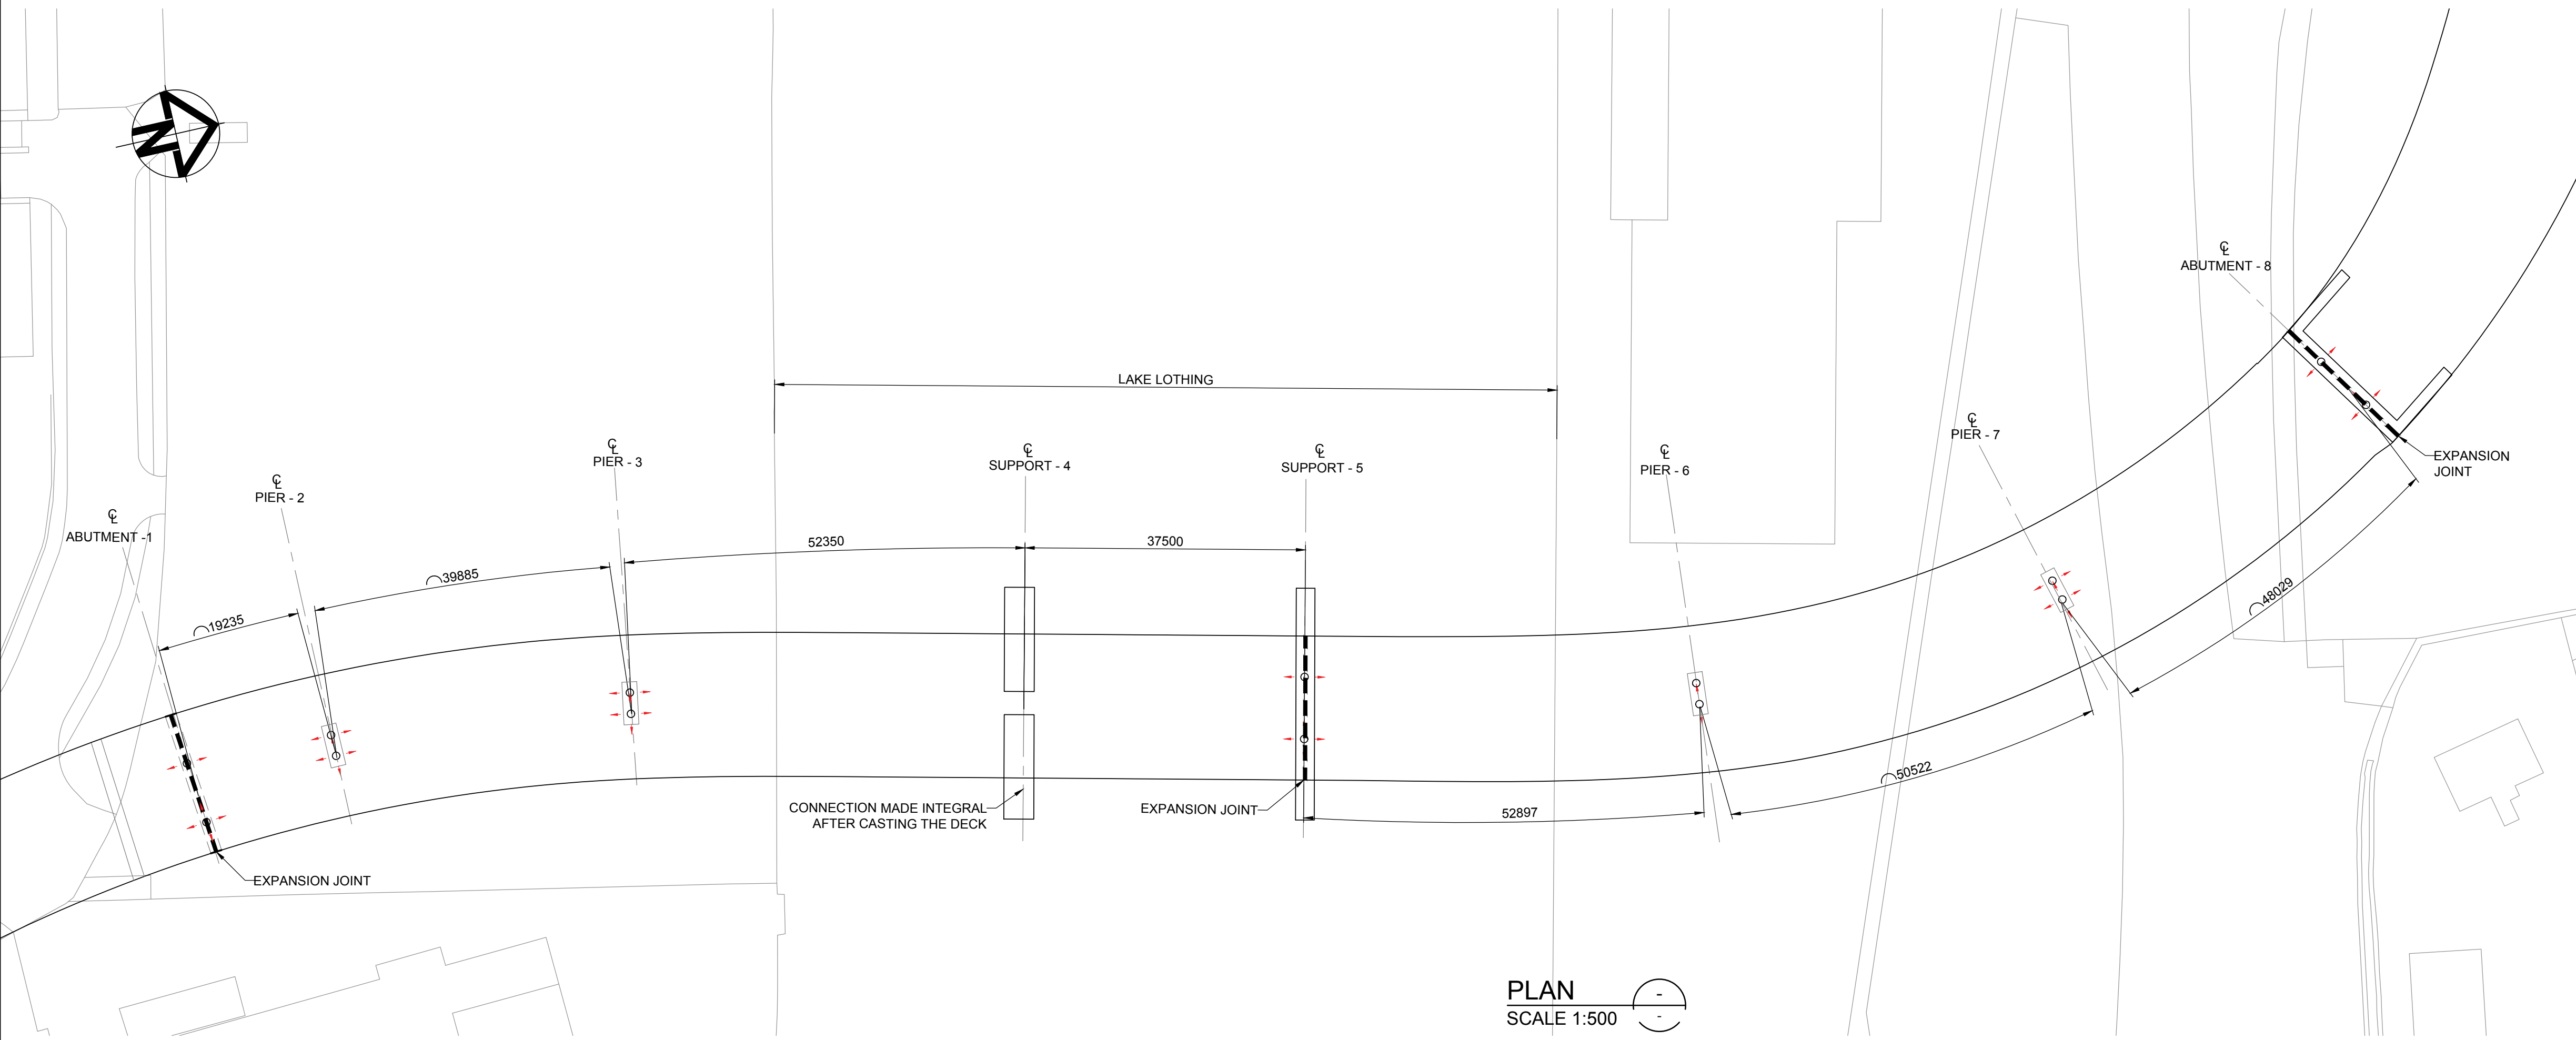 N
LAKE LOTHING
℄
ABUTMENT - 8
℄
PIER - 7
℄
PIER - 3
℄
SUPPORT - 4
℄
SUPPORT - 5
℄
PIER - 6
EXPANSION
JOINT
℄
PIER - 2
℄
ABUTMENT -1
52350
37500
39885
19235
48029
50522
52897
CONNECTION MADE INTEGRAL
AFTER CASTING THE DECK
EXPANSION JOINT
EXPANSION JOINT
PLAN
SCALE 1:500
-
-